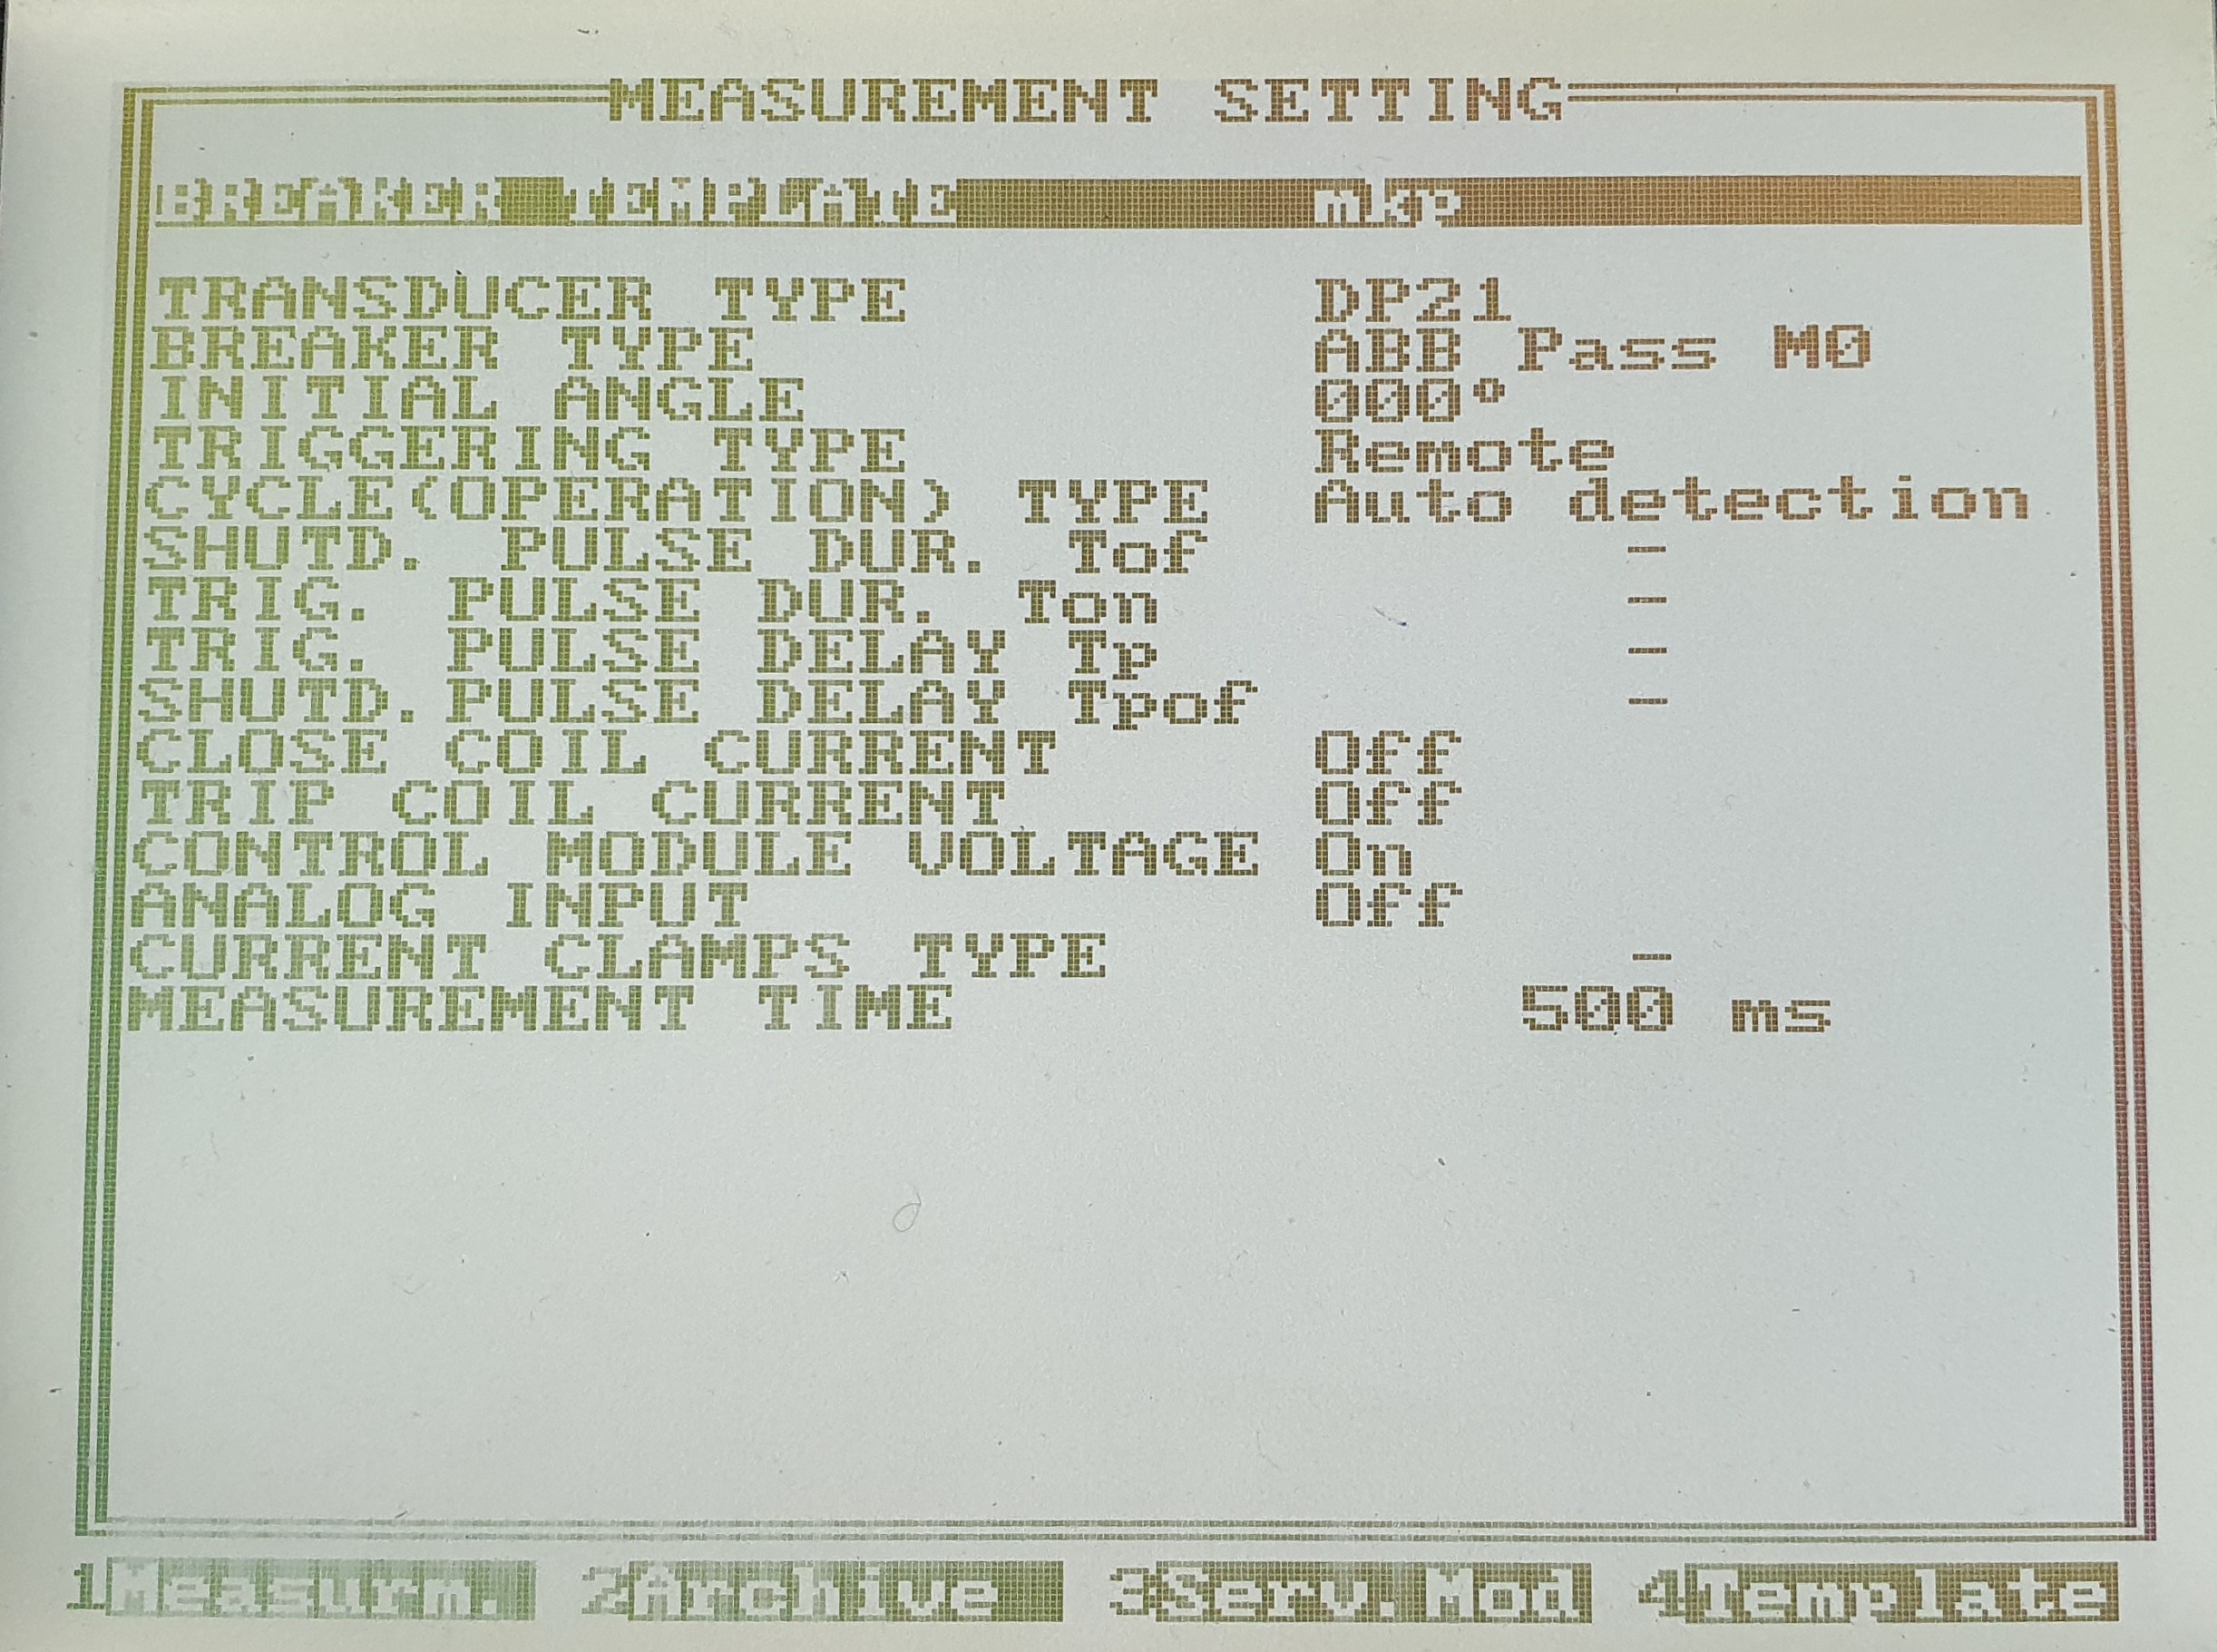 MEASUREMENT SETTING
BREAKER TEMPLATE mkp
TRANSDUCER TYPE DP21
BREAKER TYPE ABB Pass M0
INITIAL ANGLE 000°
TRIGGERING TYPE Remote
CYCLE(OPERATION) TYPE Auto detection
SHUTD. PULSE DUR. Tof -
TRIG. PULSE DUR. Ton -
TRIG. PULSE DELAY Tp -
SHUTD. PULSE DELAY Tpof -
CLOSE COIL CURRENT Off
TRIP COIL CURRENT Off
CONTROL MODULE VOLTAGE On
ANALOG INPUT Off
CURRENT CLAMPS TYPE -
MEASUREMENT TIME 500 ms
1Measurm. 2Archive 3Serv.Mod 4Template